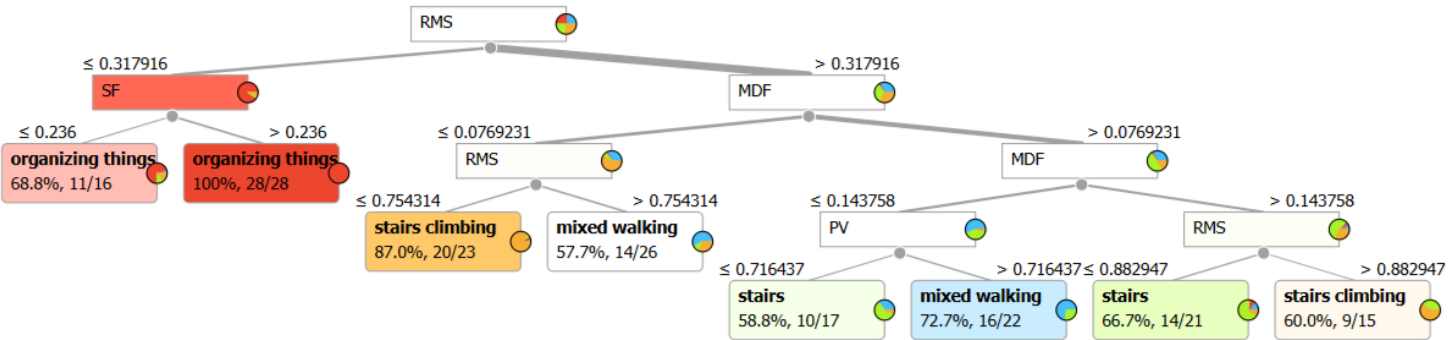 RMS
≤ 0.317916
> 0.317916
SF
MDF
≤ 0.236
> 0.236
≤ 0.0769231
> 0.0769231
organizing things
68.8%, 11/16
organizing things
100%, 28/28
RMS
MDF
≤ 0.754314
> 0.754314
≤ 0.143758
> 0.143758
stairs climbing
87.0%, 20/23
mixed walking
57.7%, 14/26
PV
RMS
≤ 0.716437
> 0.716437
≤ 0.882947
> 0.882947
stairs
58.8%, 10/17
mixed walking
72.7%, 16/22
stairs
66.7%, 14/21
stairs climbing
60.0%, 9/15